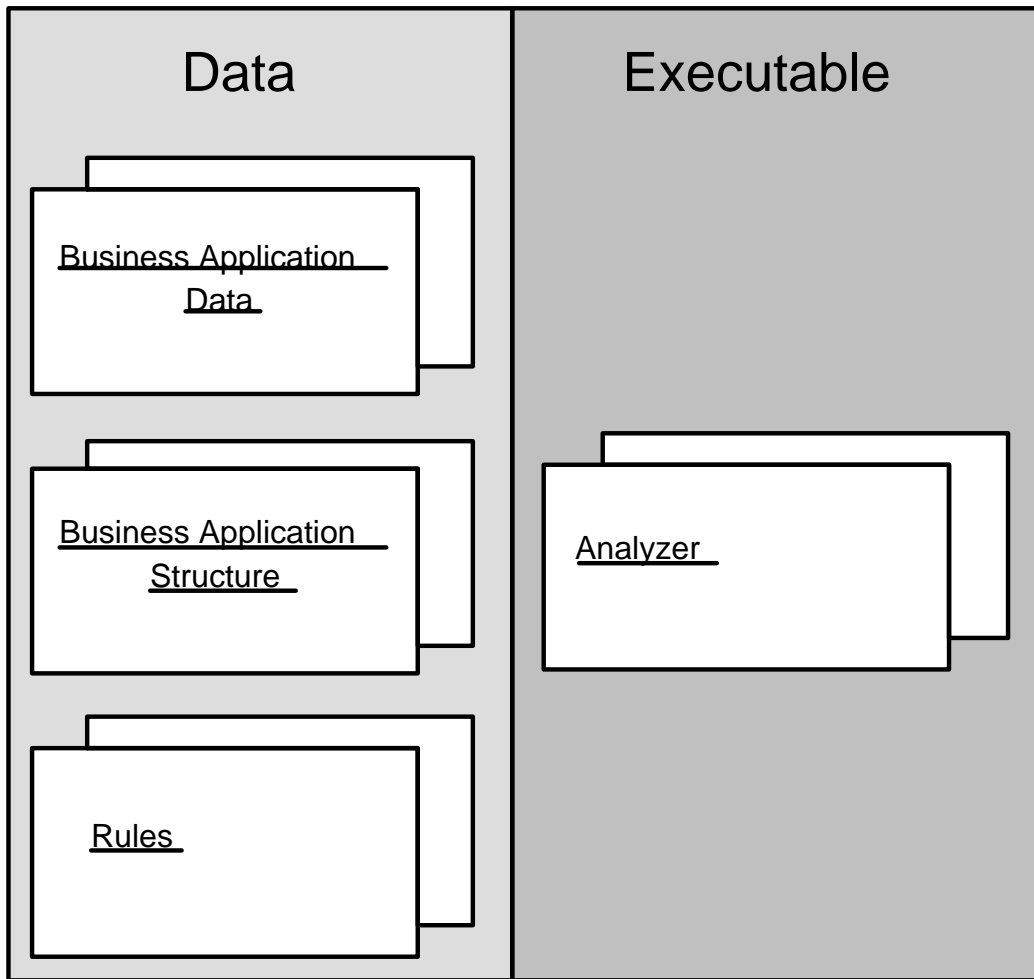 Data
Executable
Business Application
Data
Business Application
Structure
Analyzer
Rules